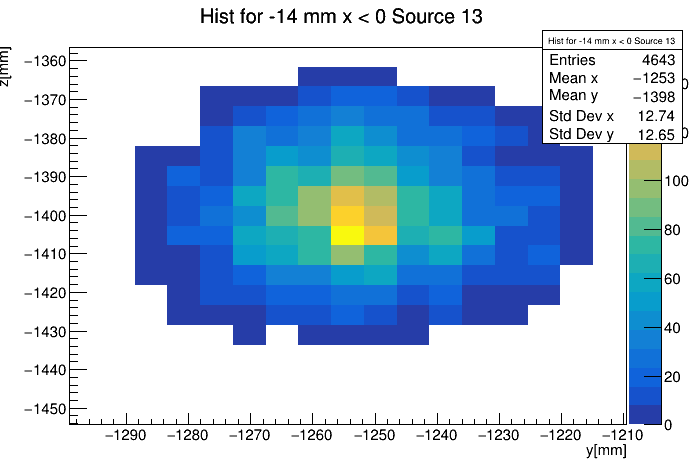 Hist for -14 mm x < 0 Source 13
z[mm]
Hist for -14 mm x < 0 Source 13
Entries 4643
Mean x −1253
Mean y −1398
Std Dev x 12.74
Std Dev y 12.65
−1360
−1370
−1380
−1390
−1400
−1410
−1420
−1430
−1440
−1450
100
80
60
40
20
0
−1290 −1280 −1270 −1260 −1250 −1240 −1230 −1220 −1210
y[mm]